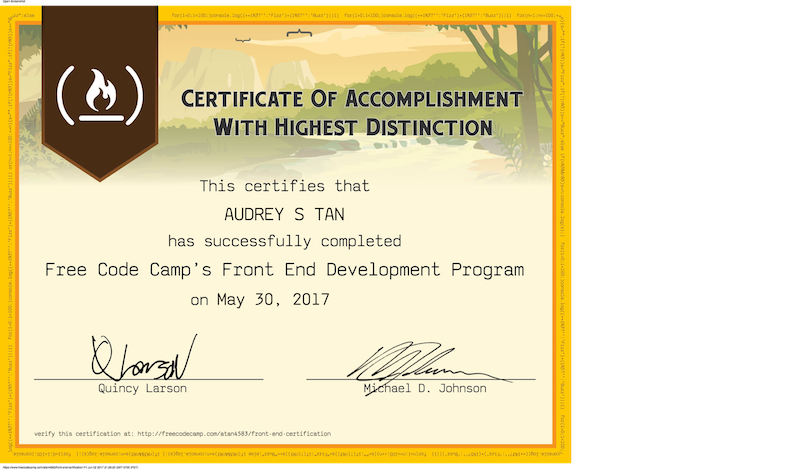 CERTIFICATE OF ACCOMPLISHMENT
WITH HIGHEST DISTINCTION
This certifies that
AUDREY S TAN
has successfully completed
Free Code Camp's Front End Development Program
on May 30, 2017
Quincy Larson
Michael D. Johnson
verify this certification at: http://freecodecamp.com/atan4583/front-end-certification